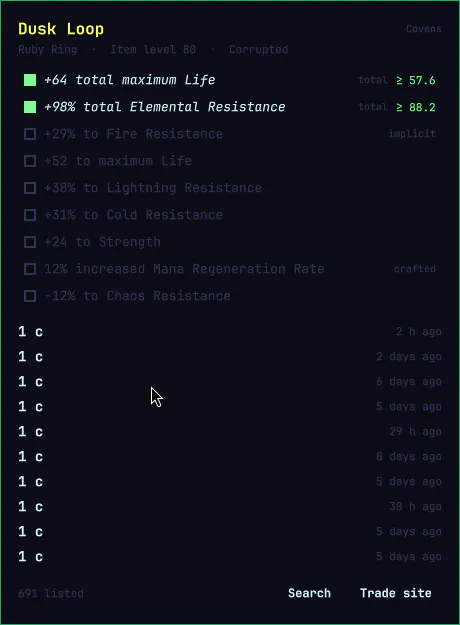 Dusk Loop Covens
Ruby Ring · Item level 80 · Corrupted
+64 total maximum Life total ≥ 57.6
+98% total Elemental Resistance total ≥ 88.2
+29% to Fire Resistance implicit
+52 to maximum Life
+38% to Lightning Resistance
+31% to Cold Resistance
+24 to Strength
12% increased Mana Regeneration Rate crafted
-12% to Chaos Resistance
1 c 2 h ago
1 c 2 days ago
1 c 6 days ago
1 c 5 days ago
1 c 29 h ago
1 c 8 days ago
1 c 5 days ago
1 c 38 h ago
1 c 5 days ago
1 c 5 days ago
691 listed Search Trade site